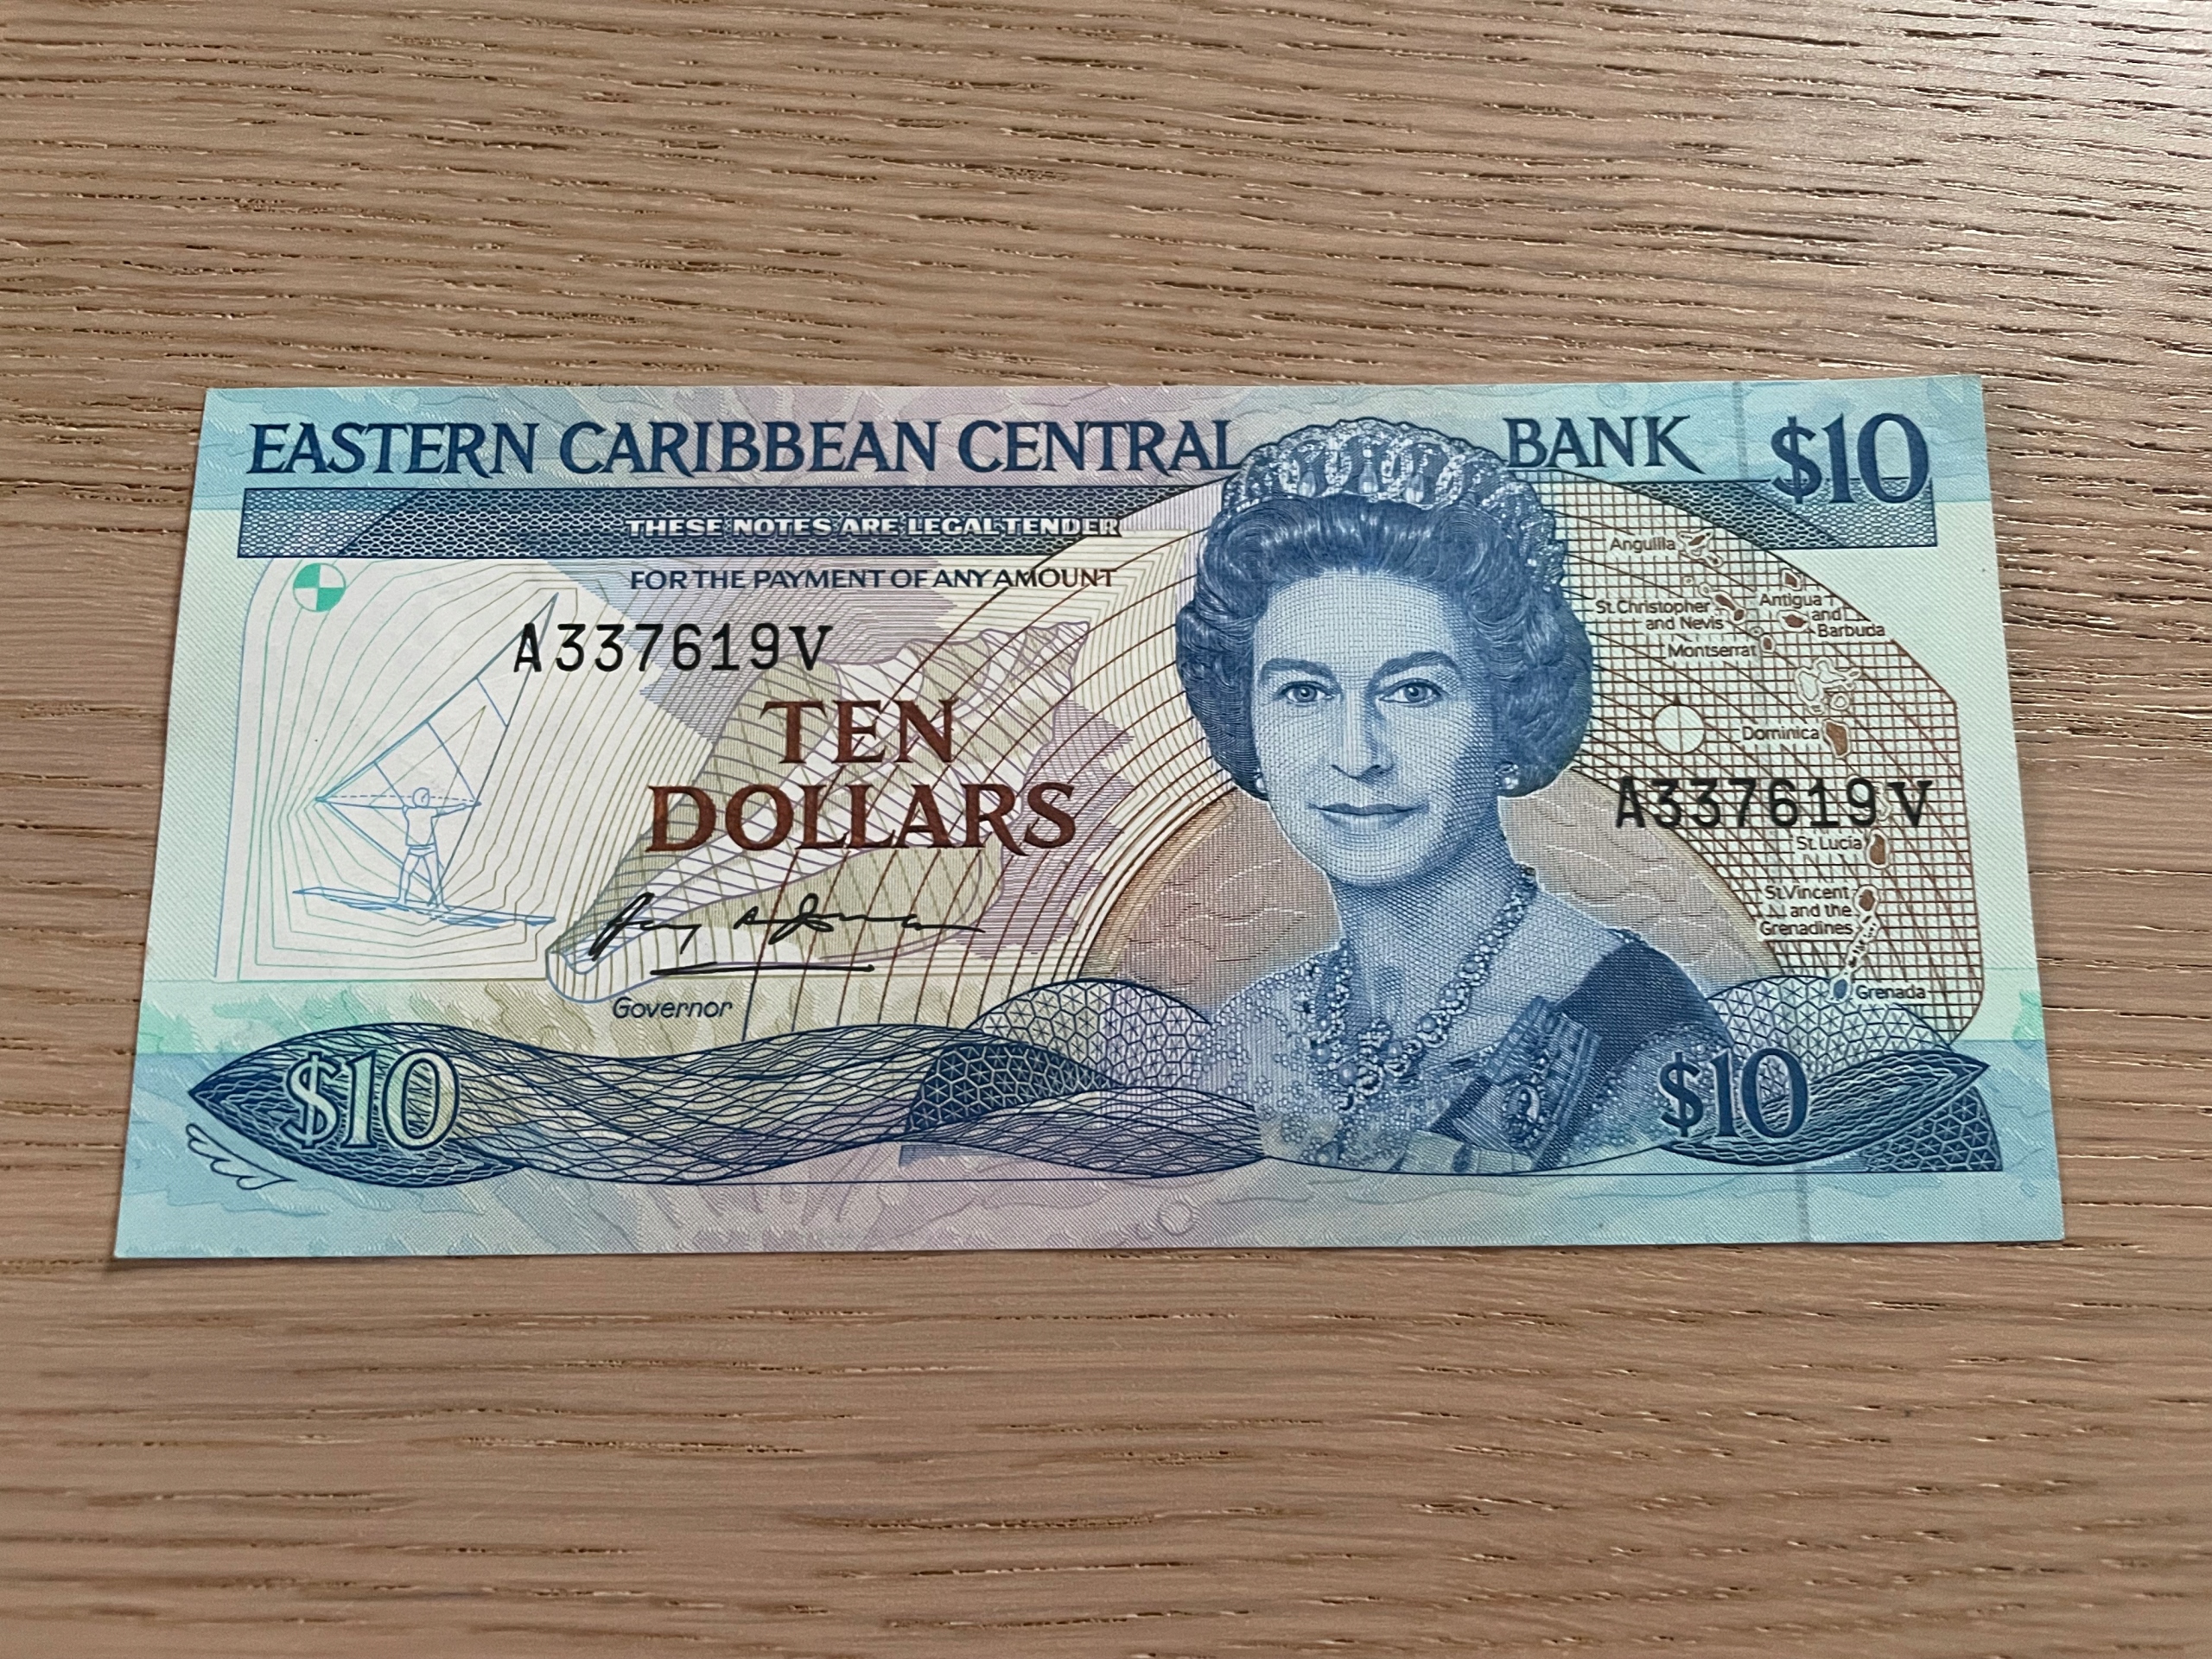 EASTERN CARIBBEAN CENTRAL BANK $10
THESE NOTES ARE LEGAL TENDER
FOR THE PAYMENT OF ANY AMOUNT
A337619V
TEN
DOLLARS
Governor
$10
Anguilla
St. Christopher
and Nevis
Antigua
and
Barbuda
Montserrat
Dominica
A337619V
St. Lucia
St. Vincent
and the
Grenadines
Grenada
$10